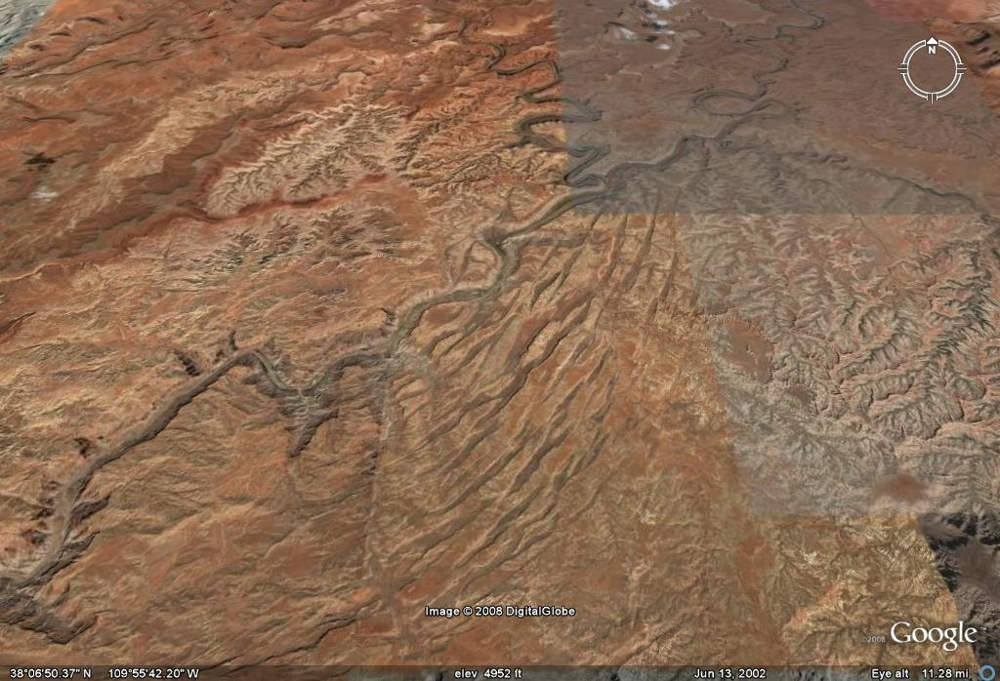 N
Image © 2008 DigitalGlobe
©2008 Google™
38°06'50.37" N 109°55'42.20" W elev 4952 ft Jun 13, 2002 Eye alt 11.28 mi